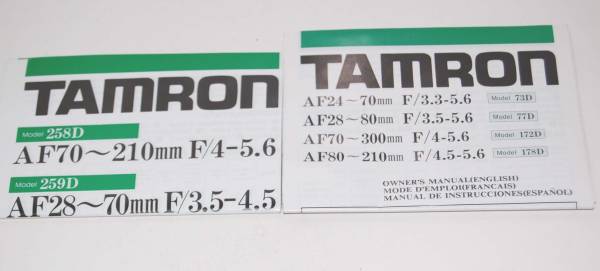 TAMRON
Model 258D
AF70～210mm F/4-5.6
Model 259D
AF28～70mm F/3.5-4.5
TAMRON
AF24～70mm F/3.3-5.6 Model 73D
AF28～80mm F/3.5-5.6 Model 77D
AF70～300mm F/4-5.6 Model 172D
AF80～210mm F/4.5-5.6 Model 178D
OWNER'S MANUAL(ENGLISH)
MODE D'EMPLOI(FRANCAIS)
MANUAL DE INSTRUCCIONES(ESPAÑOL)